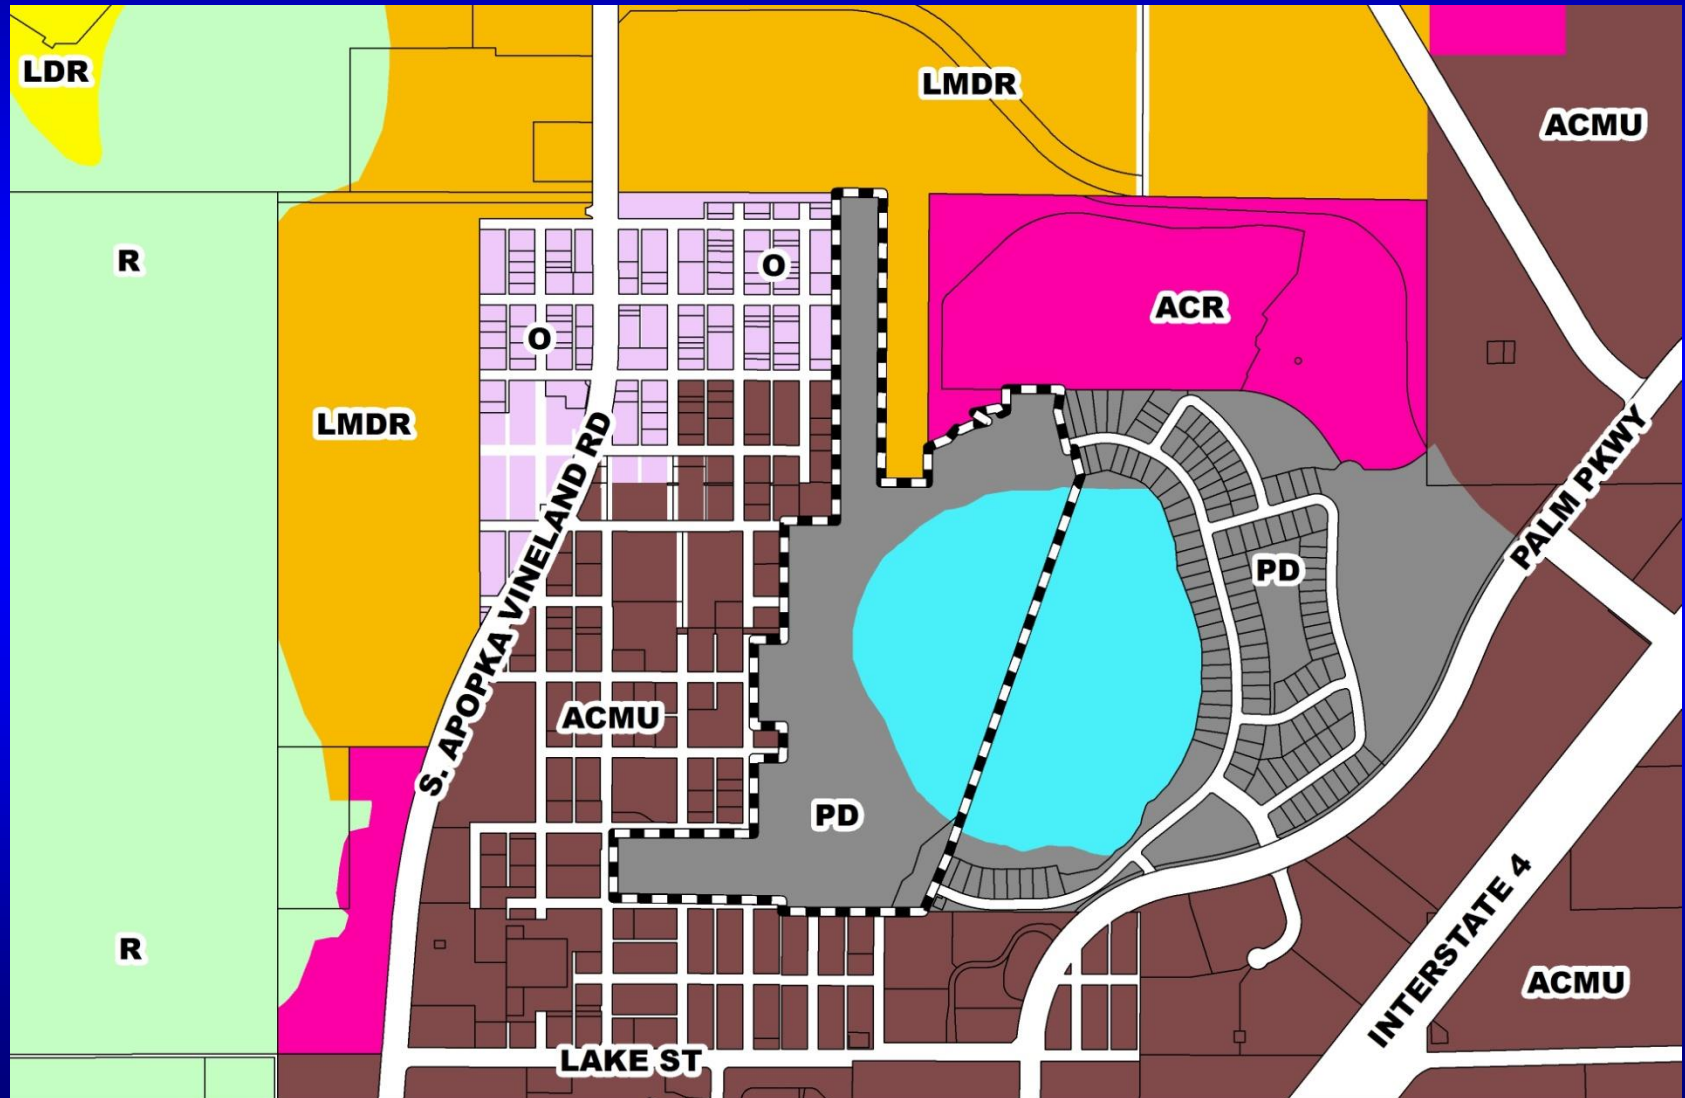 LDR
LMDR
ACMU
R
O
O
ACR
LMDR
S. APOPKA VINELAND RD
PALM PKWY
PD
ACMU
PD
R
INTERSTATE 4
ACMU
LAKE ST